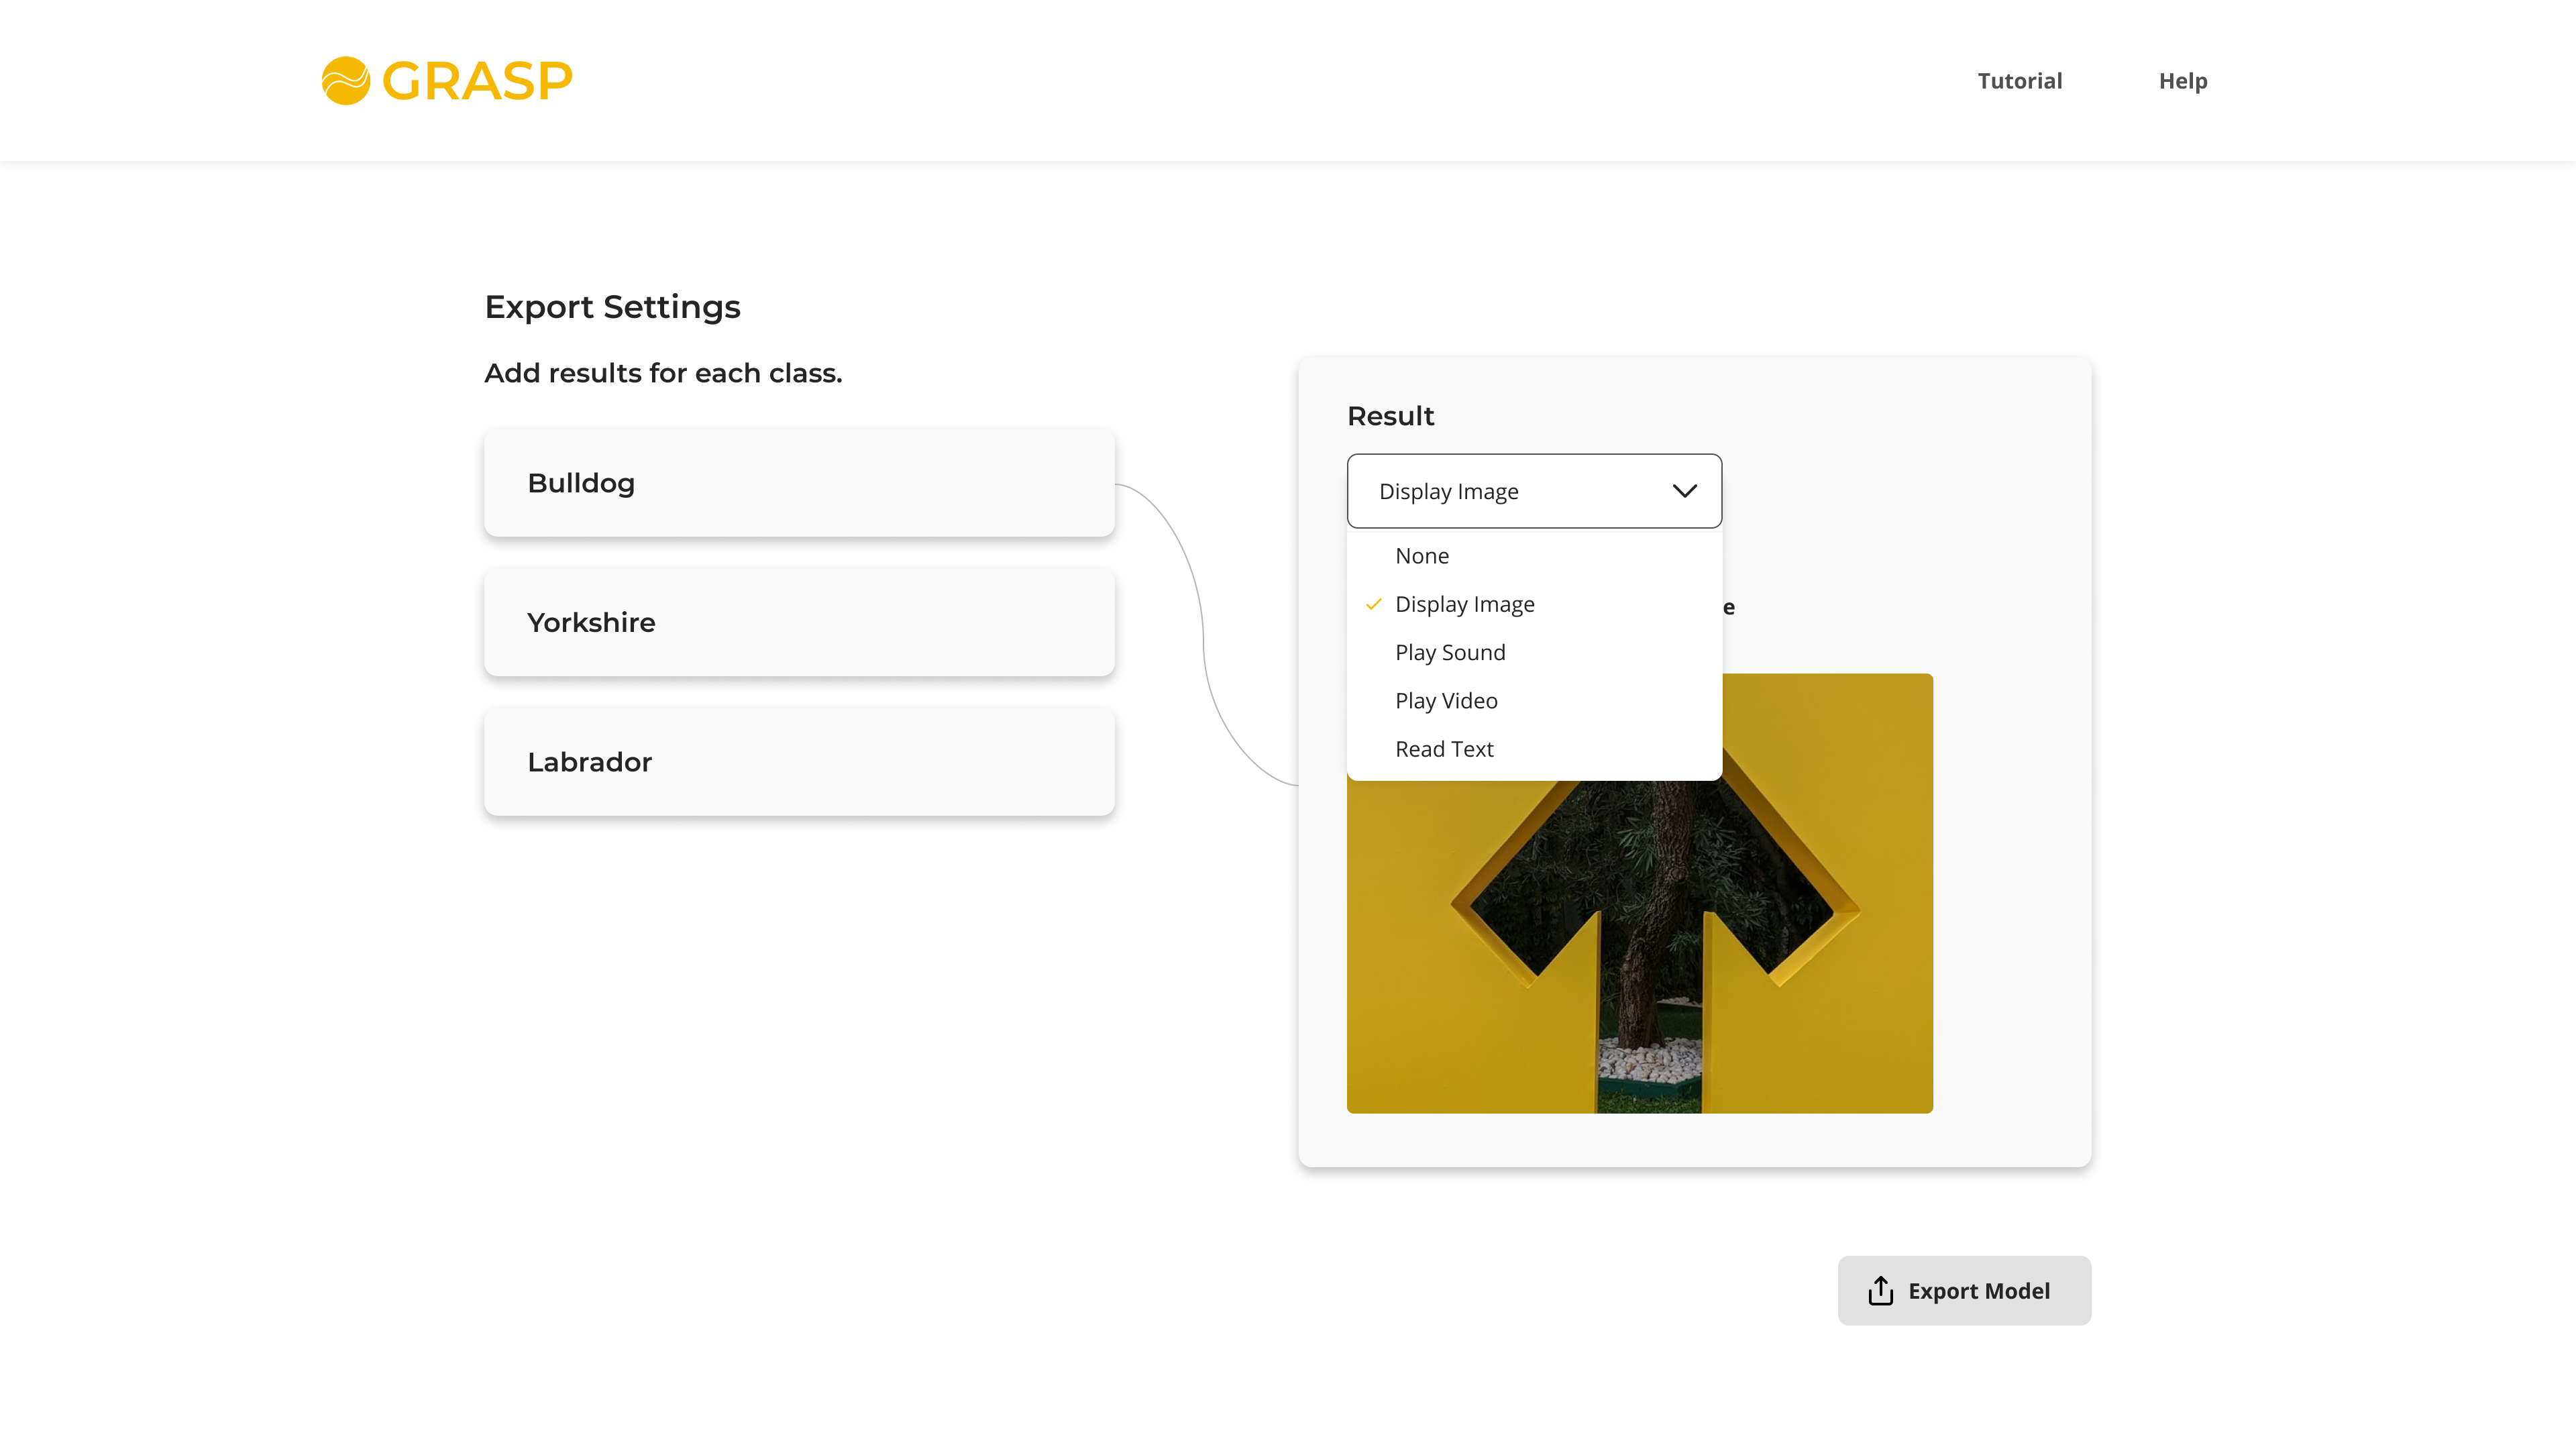 GRASP
Tutorial
Help
Export Settings
Add results for each class.
Bulldog
Yorkshire
Labrador
Result
Display Image
None
Display Image
Play Sound
Play Video
Read Text
Export Model